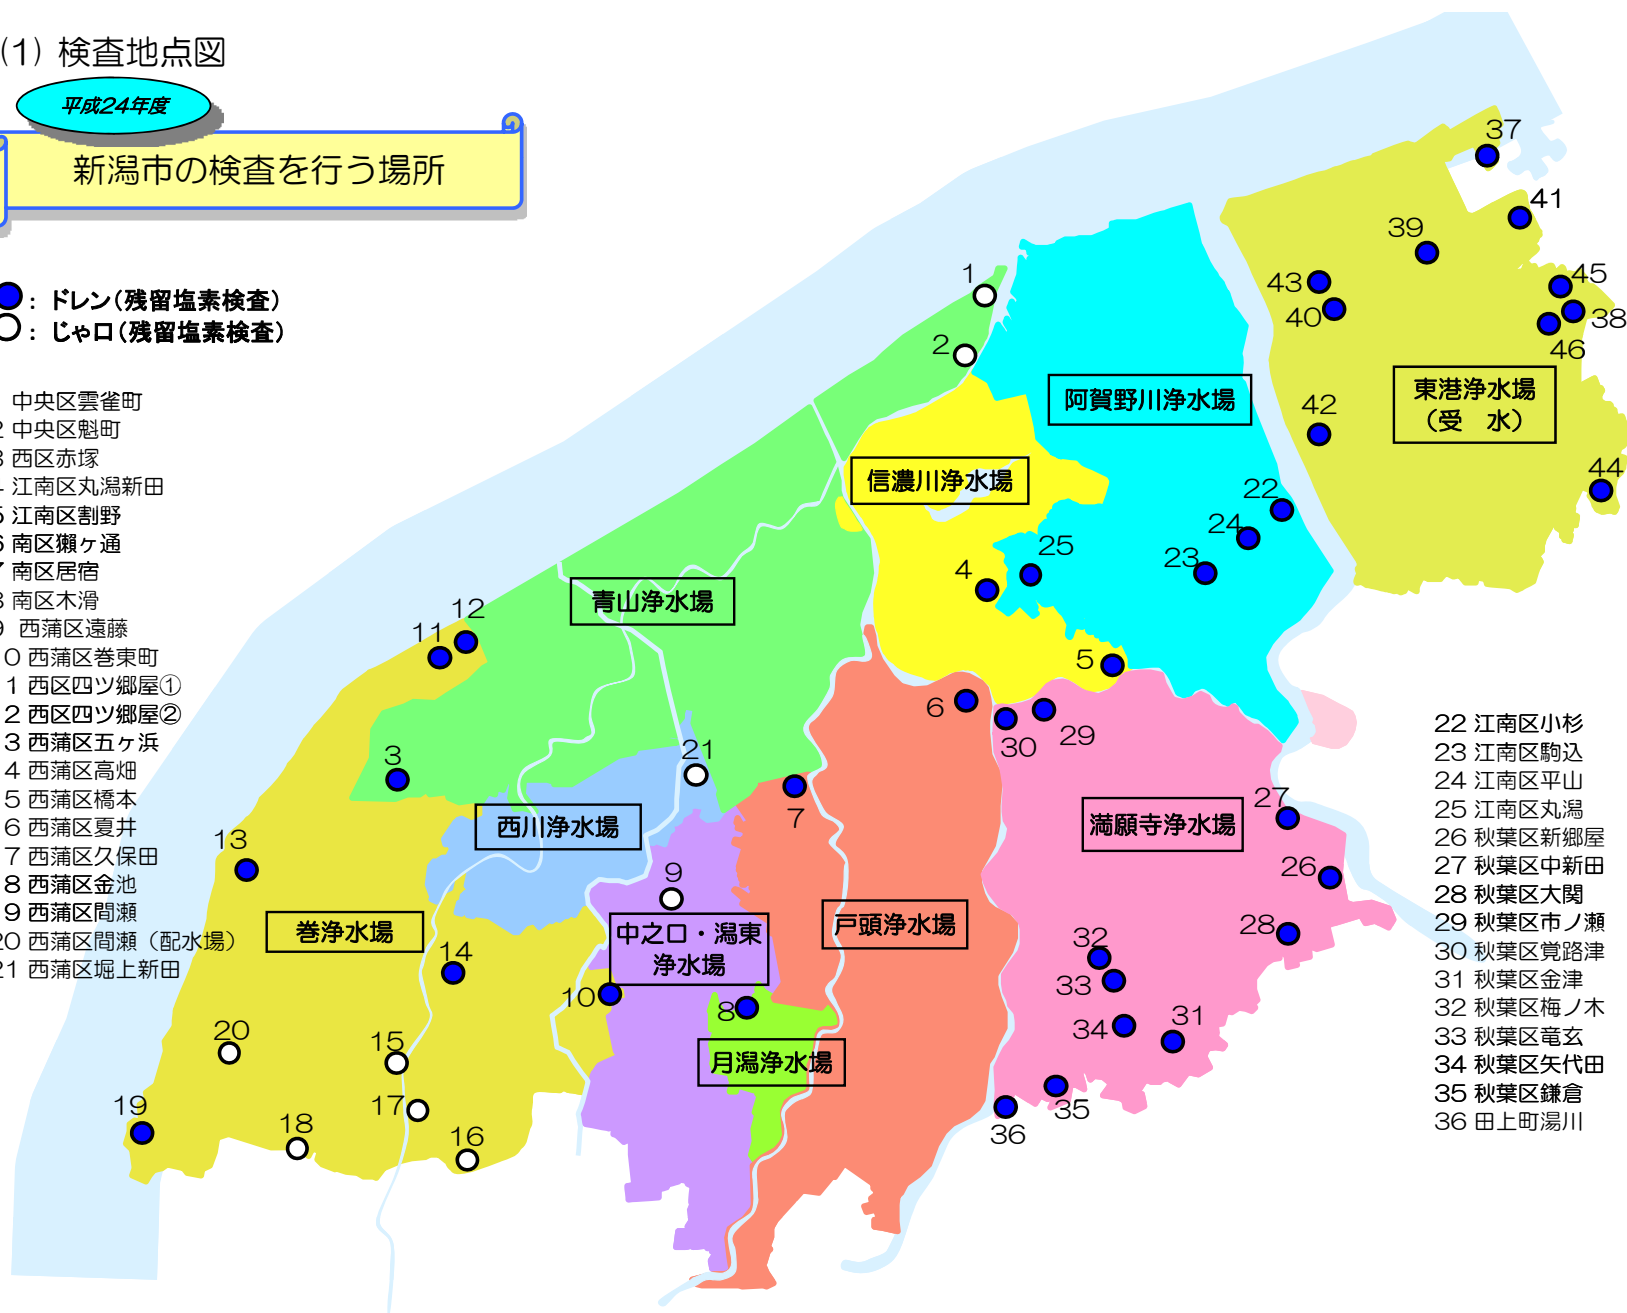 (1) 検査地点図
平成24年度
新潟市の検査を行う場所
：ドレン（残留塩素検査）
：じゃ口（残留塩素検査）
中央区雲雀町
2 中央区魁町
3 西区赤塚
4 江南区丸潟新田
5 江南区割野
6 南区獺ヶ通
7 南区居宿
8 南区木滑
9 西蒲区遠藤
10 西蒲区巻東町
11 西区四ツ郷屋①
12 西区四ツ郷屋②
13 西蒲区五ヶ浜
14 西蒲区高畑
15 西蒲区橋本
16 西蒲区夏井
17 西蒲区久保田
18 西蒲区金池
19 西蒲区間瀬
20 西蒲区間瀬（配水場）
21 西蒲区堀上新田
37
41
39
1
43
45
40
38
2
46
阿賀野川浄水場
東港浄水場
（受　水）
42
信濃川浄水場
44
22
24
25
23
4
青山浄水場
12
11
5
6
30
29
3
21
7
西川浄水場
満願寺浄水場
27
13
26
9
巻浄水場
中之口・潟東
浄水場
戸頭浄水場
28
14
32
33
10
8
20
15
34
31
月潟浄水場
19
17
35
18
16
36
22 江南区小杉
23 江南区駒込
24 江南区平山
25 江南区丸潟
26 秋葉区新郷屋
27 秋葉区中新田
28 秋葉区大関
29 秋葉区市ノ瀬
30 秋葉区覚路津
31 秋葉区金津
32 秋葉区梅ノ木
33 秋葉区竜玄
34 秋葉区矢代田
35 秋葉区鎌倉
36 田上町湯川